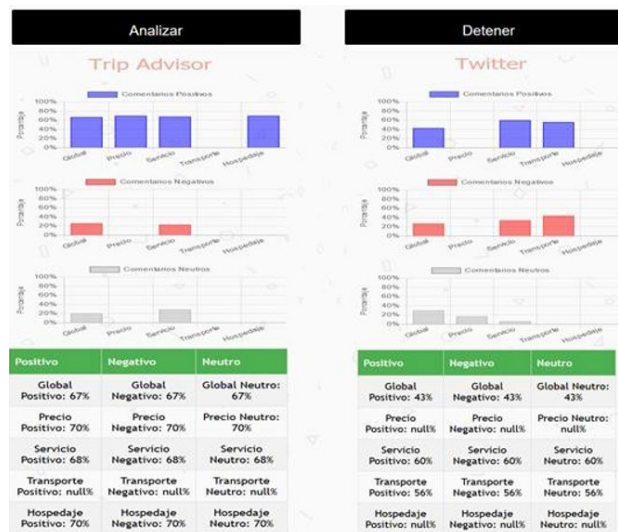 Analizar
Trip Advisor
Comentarios Positivos
Porcentaje
100%
80%
60%
40%
20%
0%
Global
Precio
Servicio
Transporte
Hospedaje
Comentarios Negativos
Porcentaje
100%
80%
60%
40%
20%
0%
Global
Precio
Servicio
Transporte
Hospedaje
Comentarios Neutros
Porcentaje
100%
80%
60%
40%
20%
0%
Global
Precio
Servicio
Transporte
Hospedaje
Positivo Negativo Neutro
Global Global Global Neutro:
Positivo: 67% Negativo: 67% 67%
Precio Precio Precio Neutro:
Positivo: 70% Negativo: 70% 70%
Servicio Servicio Servicio
Positivo: 68% Negativo: 68% Neutro: 68%
Transporte Transporte Transporte
Positivo: null% Negativo: null% Neutro: null%
Hospedaje Hospedaje Hospedaje
Positivo: 70% Negativo: 70% Neutro: 70%
Detener
Twitter
Comentarios Positivos
Porcentaje
100%
80%
60%
40%
20%
0%
Global
Precio
Servicio
Transporte
Hospedaje
Comentarios Negativos
Porcentaje
100%
80%
60%
40%
20%
0%
Global
Precio
Servicio
Transporte
Hospedaje
Comentarios Neutros
Porcentaje
100%
80%
60%
40%
20%
0%
Global
Precio
Servicio
Transporte
Hospedaje
Positivo Negativo Neutro
Global Global Global Neutro:
Positivo: 43% Negativo: 43% 43%
Precio Precio Precio Neutro:
Positivo: null% Negativo: null% null%
Servicio Servicio Servicio
Positivo: 60% Negativo: 60% Neutro: 60%
Transporte Transporte Transporte
Positivo: 56% Negativo: 56% Neutro: 56%
Hospedaje Hospedaje Hospedaje
Positivo: null% Negativo: null% Neutro: null%